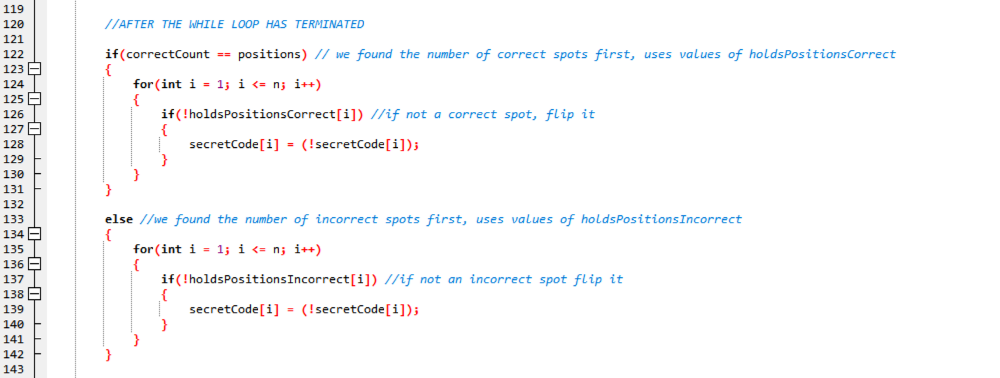 119
120 //AFTER THE WHILE LOOP HAS TERMINATED
121
122 if(correctCount == positions) // we found the number of correct spots first, uses values of holdsPositionsCorrect
123 {
124 for(int i = 1; i <= n; i++)
125 {
126 if(!holdsPositionsCorrect[i]) //if not a correct spot, flip it
127 {
128 secretCode[i] = (!secretCode[i]);
129 }
130 }
131 }
132
133 else //we found the number of incorrect spots first, uses values of holdsPositionsIncorrect
134 {
135 for(int i = 1; i <= n; i++)
136 {
137 if(!holdsPositionsIncorrect[i]) //if not an incorrect spot flip it
138 {
139 secretCode[i] = (!secretCode[i]);
140 }
141 }
142 }
143